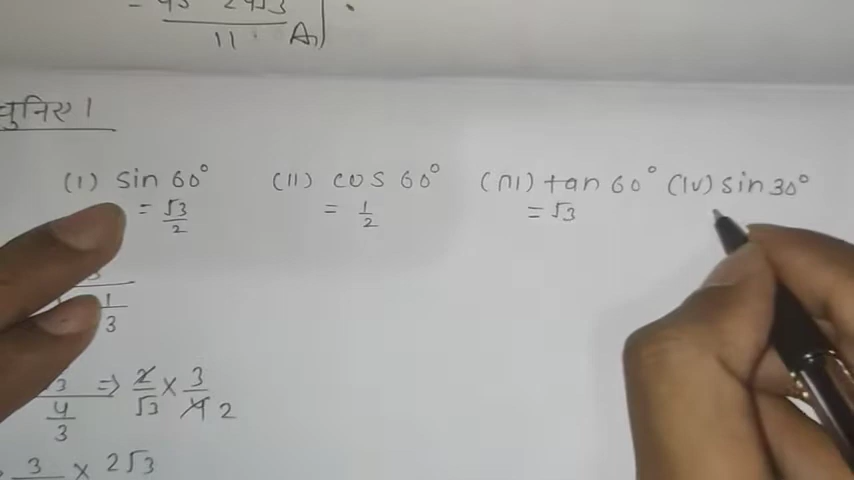 11 A
चुनिए।
(I) sin 60° (II) cos 60° (III) tan 60° (IV) sin 30°
= √3/2 = 1/2 = √3
1/3
3/(4/3) => 2/√3 × 3/4 2
3 × 2√3